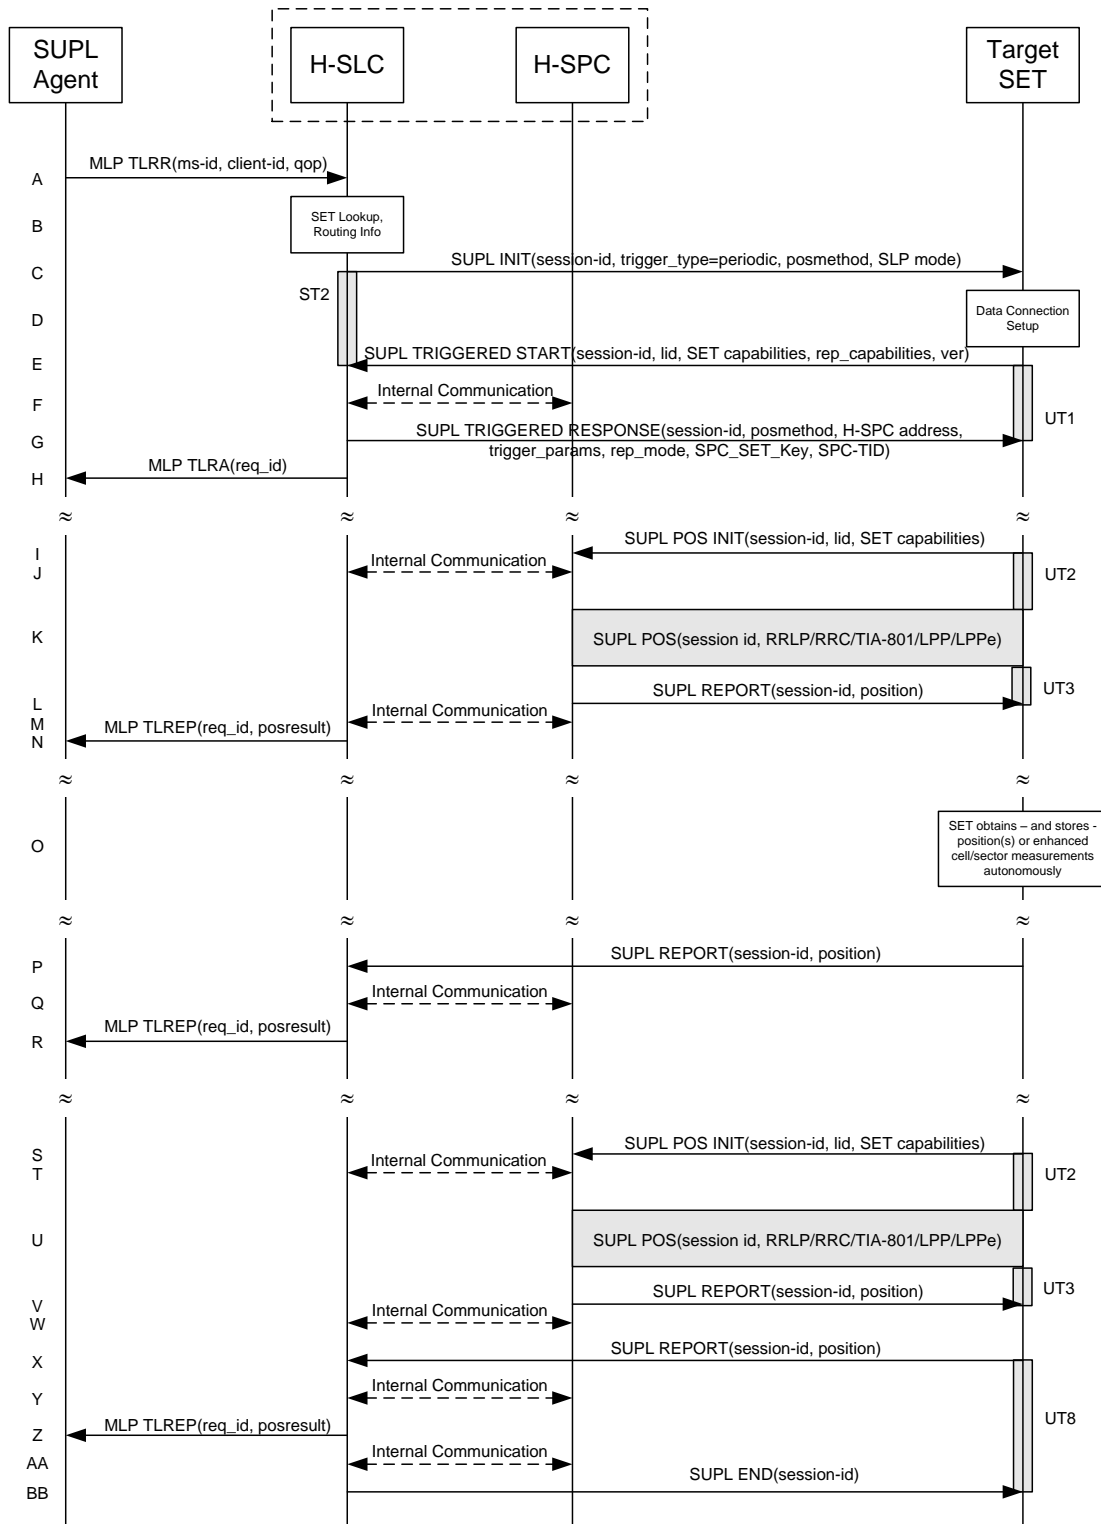 SUPL
Agent
H-SLC
H-SPC
Target
SET
A
MLP TLRR(ms-id, client-id, qop)
B
SET Lookup,
Routing Info
C
SUPL INIT(session-id, trigger_type=periodic, posmethod, SLP mode)
ST2
D
Data Connection
Setup
E
SUPL TRIGGERED START(session-id, lid, SET capabilities, rep_capabilities, ver)
F
Internal Communication
UT1
G
SUPL TRIGGERED RESPONSE(session-id, posmethod, H-SPC address,
trigger_params, rep_mode, SPC_SET_Key, SPC-TID)
H
MLP TLRA(req_id)
≈ ≈ ≈ ≈
I
SUPL POS INIT(session-id, lid, SET capabilities)
J
Internal Communication
UT2
K
SUPL POS(session id, RRLP/RRC/TIA-801/LPP/LPPe)
L
SUPL REPORT(session-id, position)
UT3
M
Internal Communication
N
MLP TLREP(req_id, posresult)
≈ ≈ ≈ ≈
O
SET obtains – and stores -
position(s) or enhanced
cell/sector measurements
autonomously
≈ ≈ ≈ ≈
P
SUPL REPORT(session-id, position)
Q
Internal Communication
R
MLP TLREP(req_id, posresult)
≈ ≈ ≈ ≈
S
SUPL POS INIT(session-id, lid, SET capabilities)
T
Internal Communication
UT2
U
SUPL POS(session id, RRLP/RRC/TIA-801/LPP/LPPe)
V
SUPL REPORT(session-id, position)
UT3
W
Internal Communication
X
SUPL REPORT(session-id, position)
Y
Internal Communication
UT8
Z
MLP TLREP(req_id, posresult)
AA
Internal Communication
BB
SUPL END(session-id)